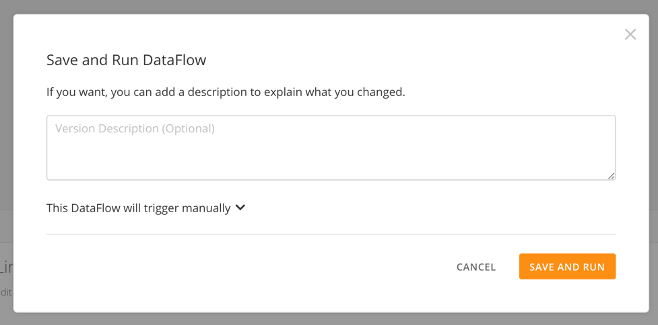 Save and Run DataFlow
If you want, you can add a description to explain what you changed.
Version Description (Optional)
This DataFlow will trigger manually
CANCEL
SAVE AND RUN